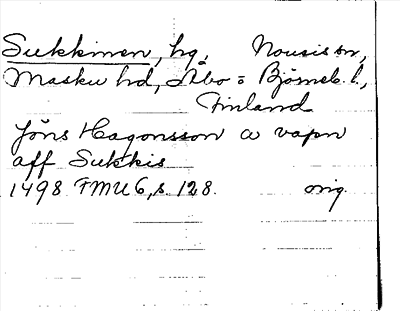 Sukkinen, hg, Nousis sn,
Masku hd, Åbo = Björneb. l.,
Finland
Jöns Hagonsson a vapn
aff Sukkis
1498 FMU 6, s. 128. orig.